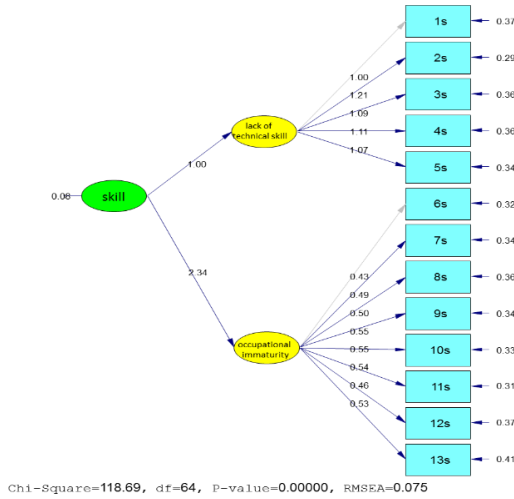 1s
0.37
2s
0.29
1.00
3s
0.36
1.21
1.09
lack of
technical skill
4s
0.36
1.11
1.07
5s
0.34
1.00
0.06
skill
6s
0.32
7s
0.34
2.34
0.43
8s
0.36
0.49
0.50
9s
0.34
0.55
occupational
immaturity
10s
0.33
0.55
0.54
11s
0.31
0.46
0.53
12s
0.37
13s
0.41
Chi-Square=118.69, df=64, P-value=0.00000, RMSEA=0.075